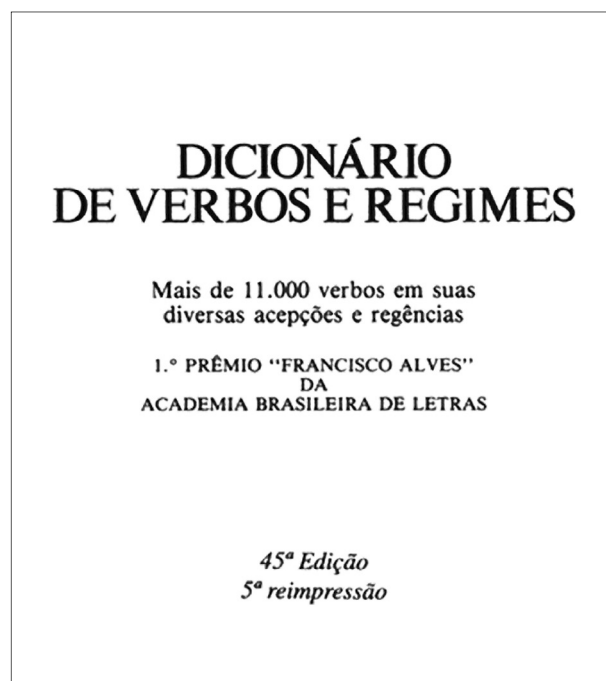 DICIONÁRIO
DE VERBOS E REGIMES
Mais de 11.000 verbos em suas
diversas acepções e regências
1.º PRÊMIO “FRANCISCO ALVES”
DA
ACADEMIA BRASILEIRA DE LETRAS
45ª Edição
5ª reimpressão